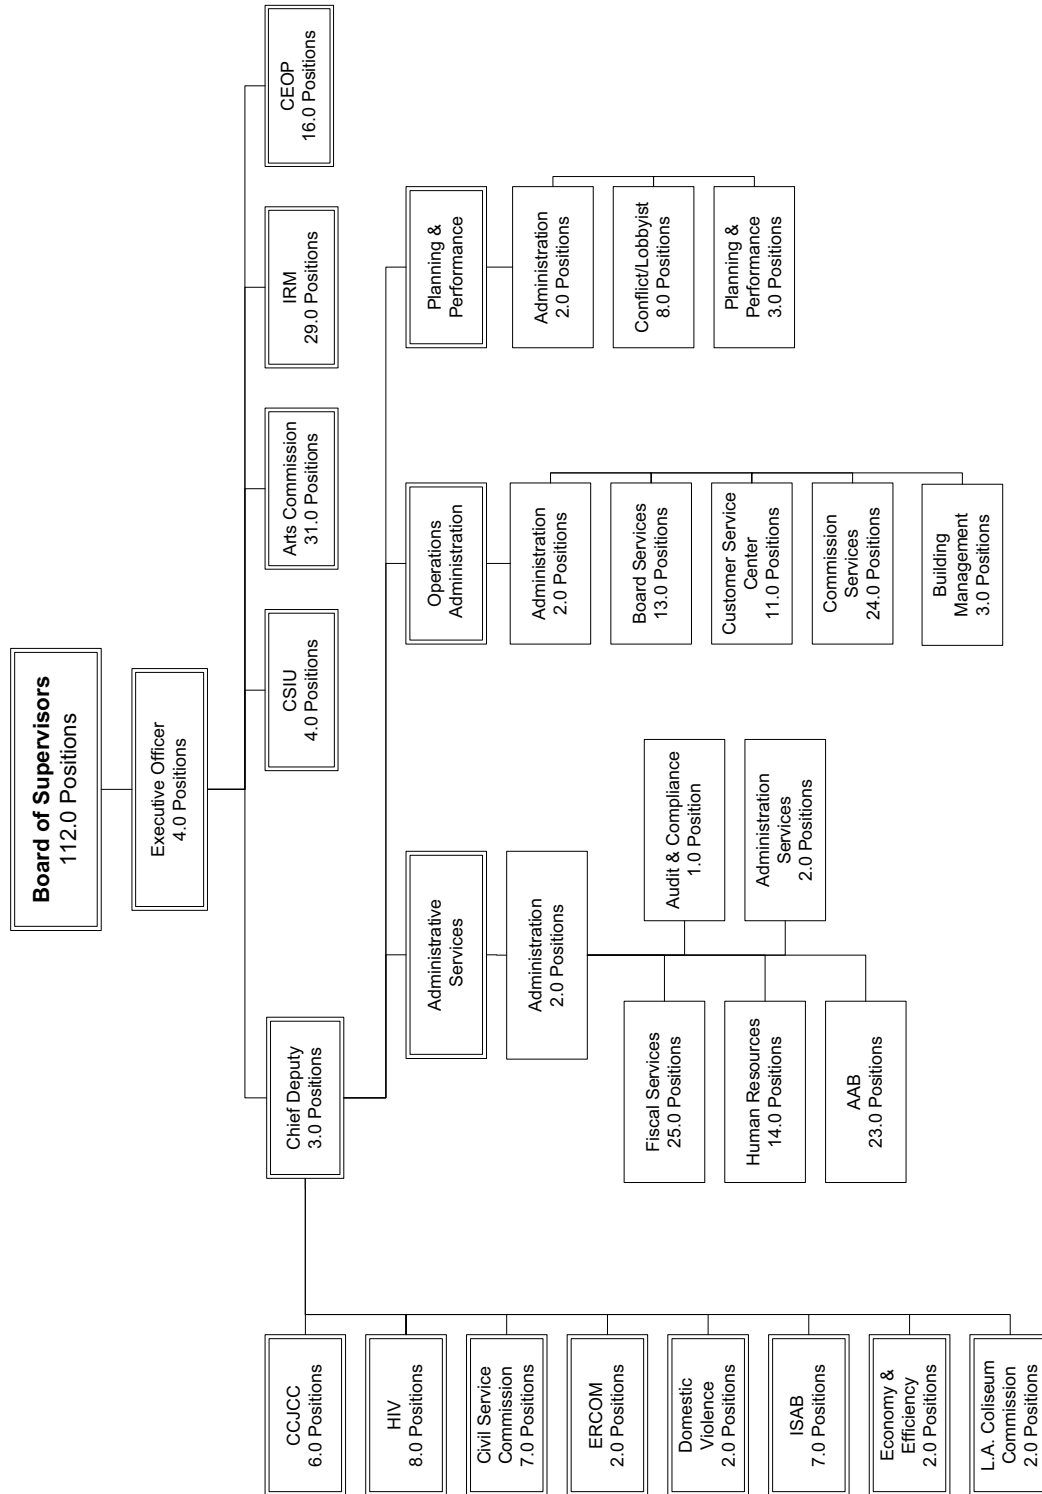 Board of Supervisors
112.0 Positions
Executive Officer
4.0 Positions
Chief Deputy
3.0 Positions
CSIU
4.0 Positions
Arts Commission
31.0 Positions
IRM
29.0 Positions
CEOP
16.0 Positions
CCJCC
6.0 Positions
HIV
8.0 Positions
Civil Service
Commission
7.0 Positions
ERCOM
2.0 Positions
Domestic
Violence
2.0 Positions
ISAB
7.0 Positions
Economy &
Efficiency
2.0 Positions
L.A. Coliseum
Commission
2.0 Positions
Administrative
Services
Administration
2.0 Positions
Fiscal Services
25.0 Positions
Audit & Compliance
1.0 Position
Human Resources
14.0 Positions
Administration
Services
2.0 Positions
AAB
23.0 Positions
Operations
Administration
Administration
2.0 Positions
Board Services
13.0 Positions
Customer Service
Center
11.0 Positions
Commission
Services
24.0 Positions
Building
Management
3.0 Positions
Planning &
Performance
Administration
2.0 Positions
Conflict/Lobbyist
8.0 Positions
Planning &
Performance
3.0 Positions